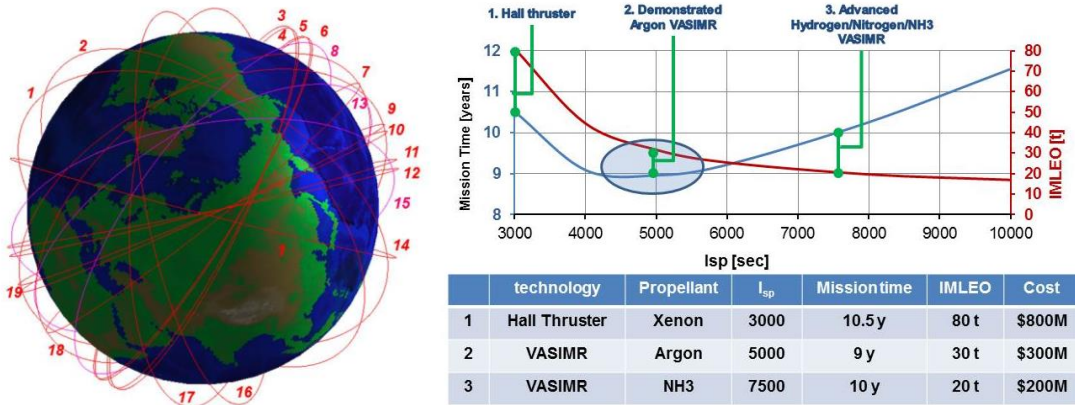 1
2
3
4
5
6
7
8
9
10
11
12
13
14
15
16
17
18
19
1. Hall thruster
2. Demonstrated
Argon VASIMR
3. Advanced
Hydrogen/Nitrogen/NH3
VASIMR
Mission Time [years]
12
11
10
9
8
80
70
60
50
40
30
20
10
0
IMLEO [t]
3000 4000 5000 6000 7000 8000 9000 10000
Isp [sec]
technology Propellant Isp Mission time IMLEO Cost
1 Hall Thruster Xenon 3000 10.5 y 80 t $800M
2 VASIMR Argon 5000 9 y 30 t $300M
3 VASIMR NH3 7500 10 y 20 t $200M